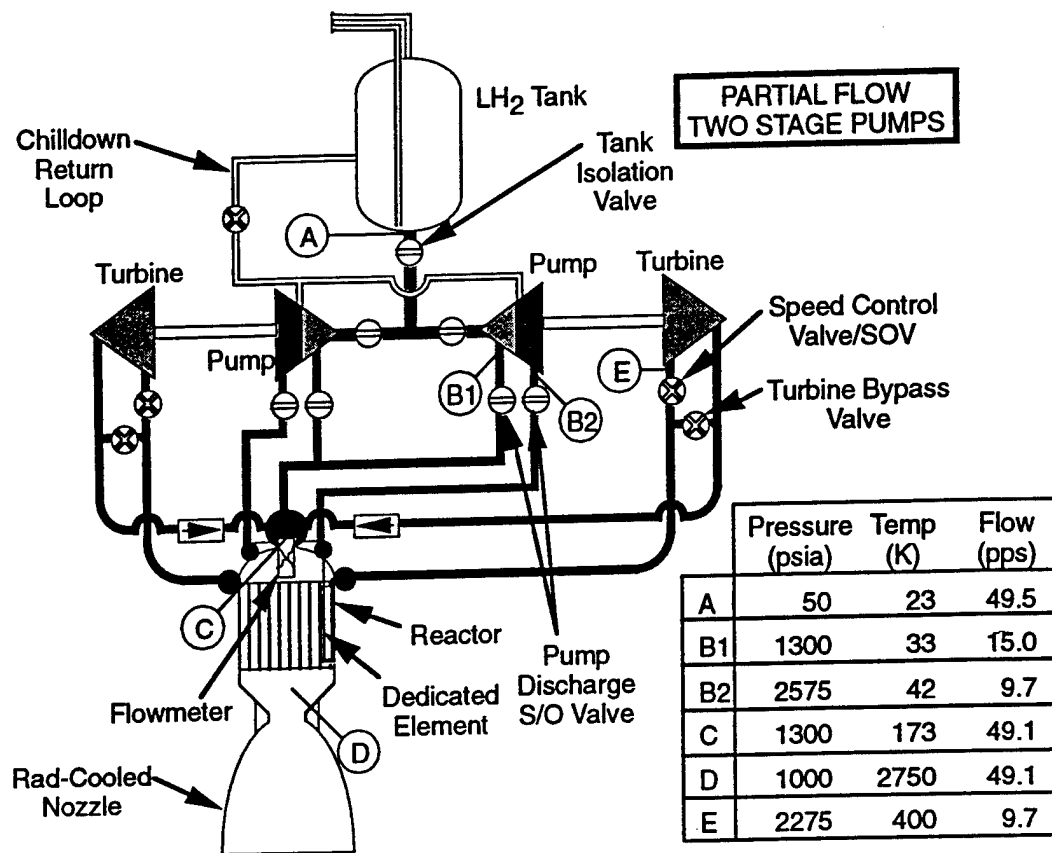 LH2 Tank
PARTIAL FLOW
TWO STAGE PUMPS
Chilldown
Return
Loop
Tank
Isolation
Valve
A
Turbine
Pump
Turbine
Pump
Speed Control
Valve/SOV
E
B1
B2
Turbine Bypass
Valve
C
Reactor
Pump
Discharge
S/O Valve
Flowmeter
Dedicated
Element
D
Rad-Cooled
Nozzle
Pressure Temp Flow
(psia) (K) (pps)
A 50 23 49.5
B1 1300 33 15.0
B2 2575 42 9.7
C 1300 173 49.1
D 1000 2750 49.1
E 2275 400 9.7